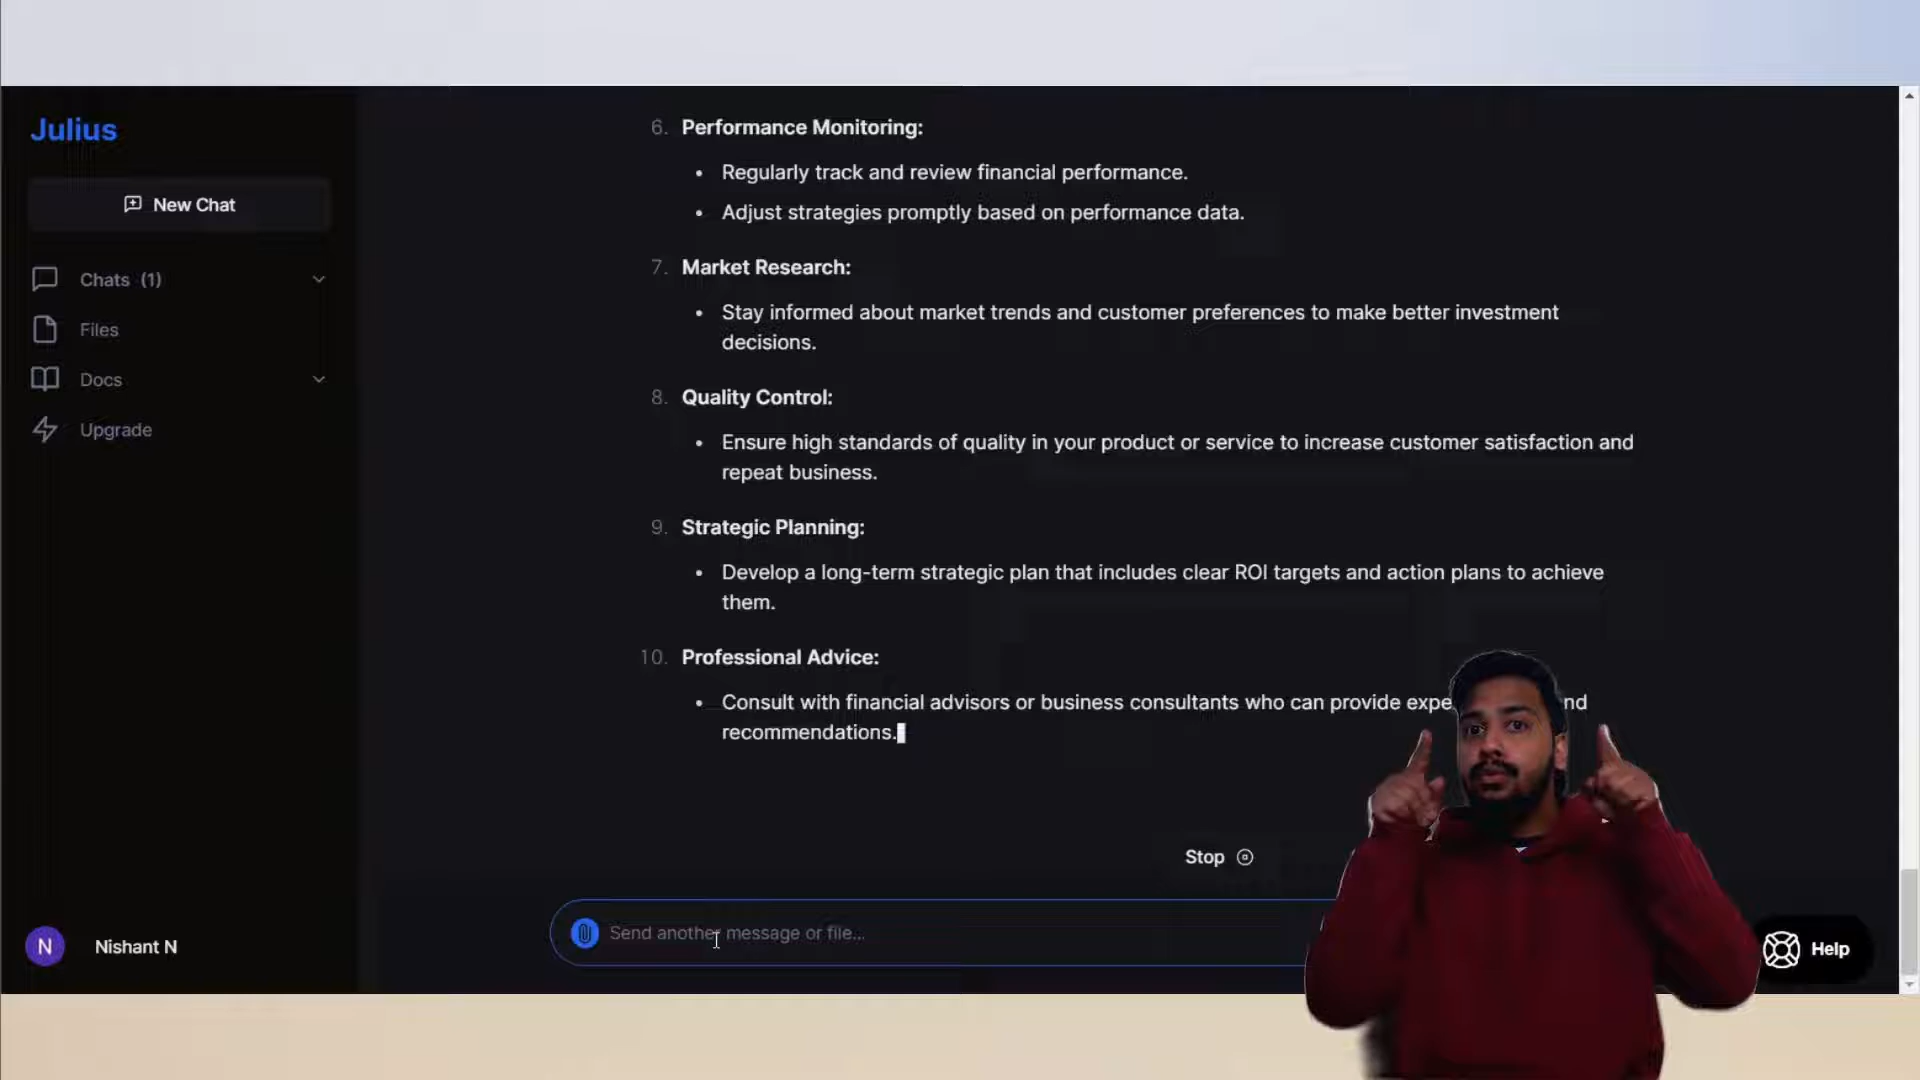 Julius
New Chat
Chats (1)
Files
Docs
Upgrade
6. Performance Monitoring:
• Regularly track and review financial performance.
• Adjust strategies promptly based on performance data.
7. Market Research:
• Stay informed about market trends and customer preferences to make better investment
decisions.
8. Quality Control:
• Ensure high standards of quality in your product or service to increase customer satisfaction and
repeat business.
9. Strategic Planning:
• Develop a long-term strategic plan that includes clear ROI targets and action plans to achieve
them.
10. Professional Advice:
• Consult with financial advisors or business consultants who can provide
recommendations.
Stop
Send another message or file...
N
Nishant N
Help